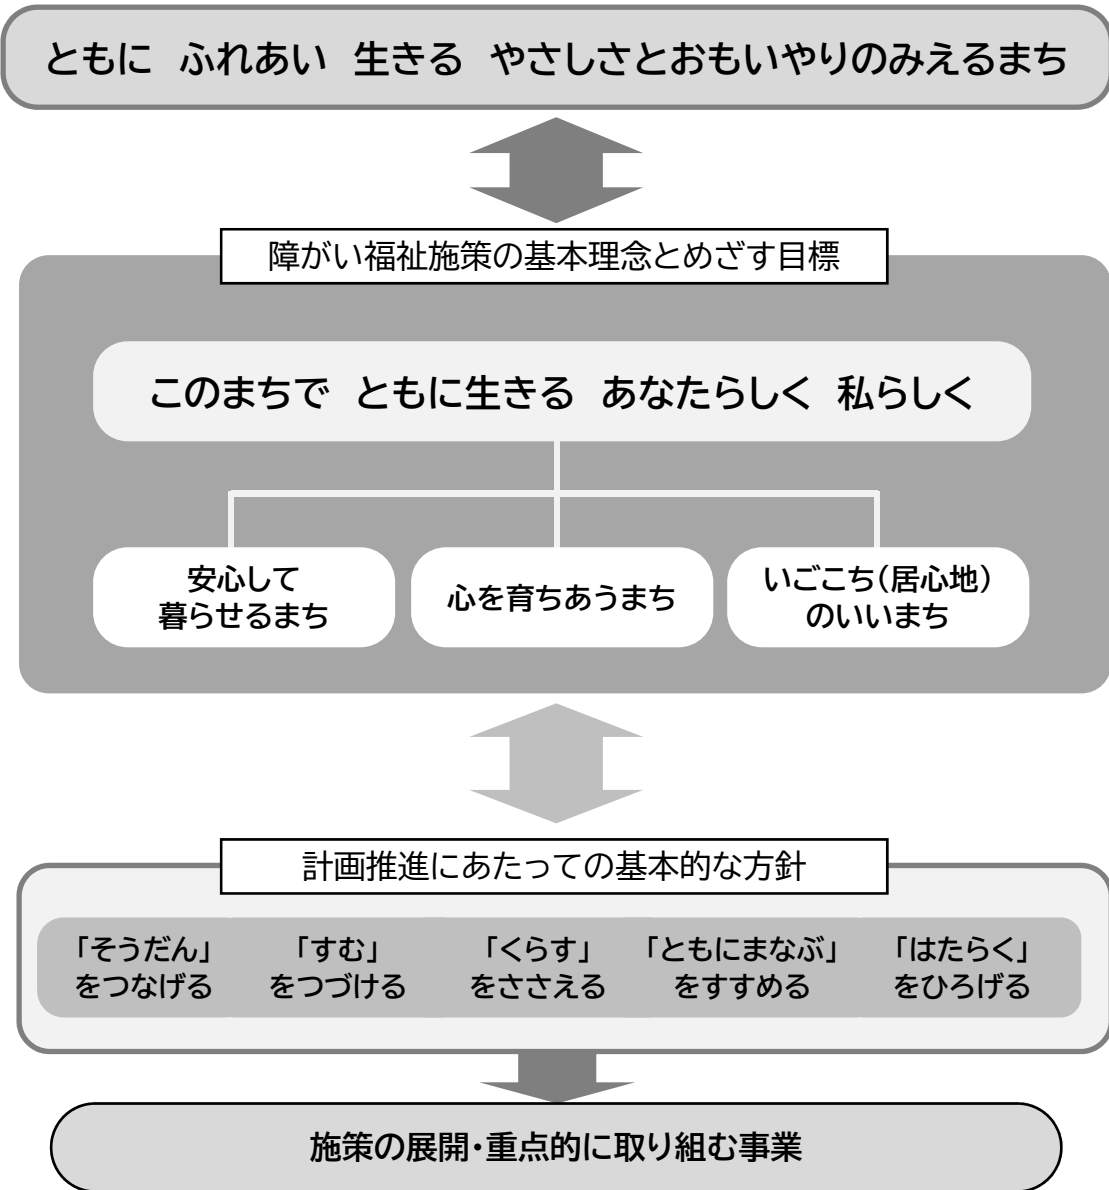 ともに ふれあい 生きる やさしさとおもいやりのみえるまち
障がい福祉施策の基本理念とめざす目標
このまちで ともに生きる あなたらしく 私らしく
安心して
暮らせるまち
心を育ちあうまち
いごこち(居心地)
のいいまち
計画推進にあたっての基本的な方針
「そうだん」
をつなげる
「すむ」
をつづける
「くらす」
をささえる
「ともにまなぶ」
をすすめる
「はたらく」
をひろげる
施策の展開・重点的に取り組む事業